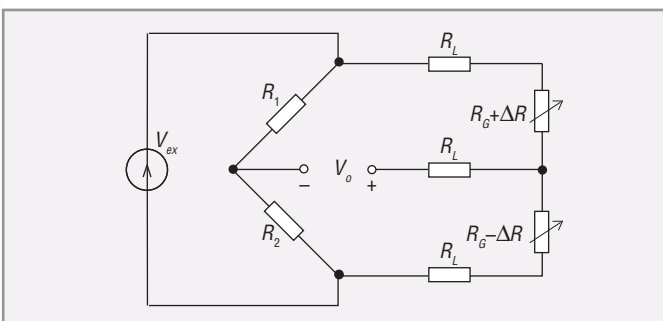 R_L
R_1
R_G+ΔR
V_ex
− V_o +
R_L
R_2
R_G−ΔR
R_L